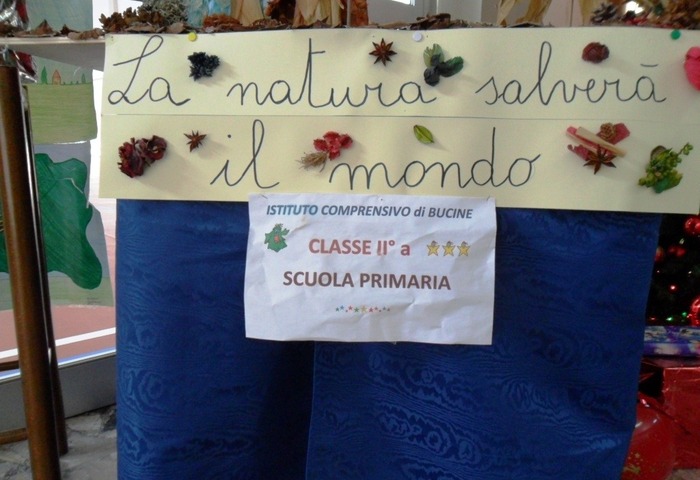 La natura salverà
il mondo
ISTITUTO COMPRENSIVO di BUCINE
CLASSE II° a
SCUOLA PRIMARIA